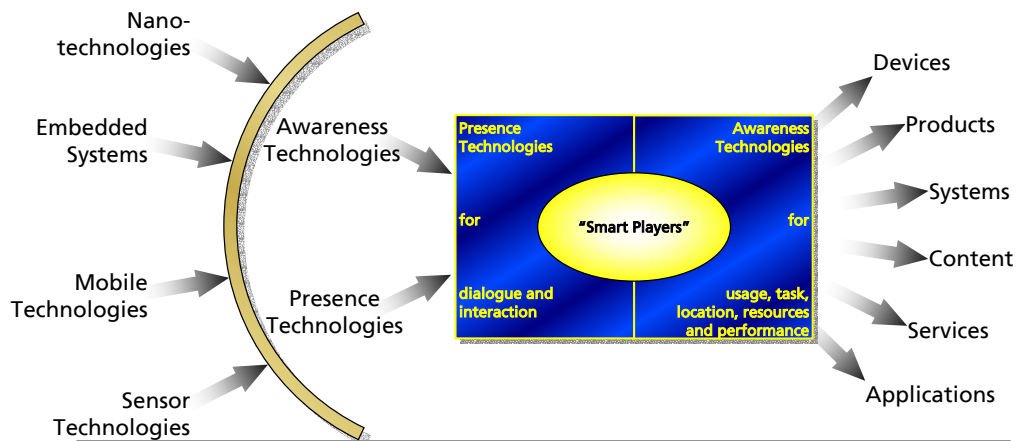 Nano-
technologies
Embedded
Systems
Mobile
Technologies
Sensor
Technologies
Awareness
Technologies
Presence
Technologies
Presence
Technologies
for
dialogue and
interaction
“Smart Players”
Awareness
Technologies
for
usage, task,
location, resources
and performance
Devices
Products
Systems
Content
Services
Applications